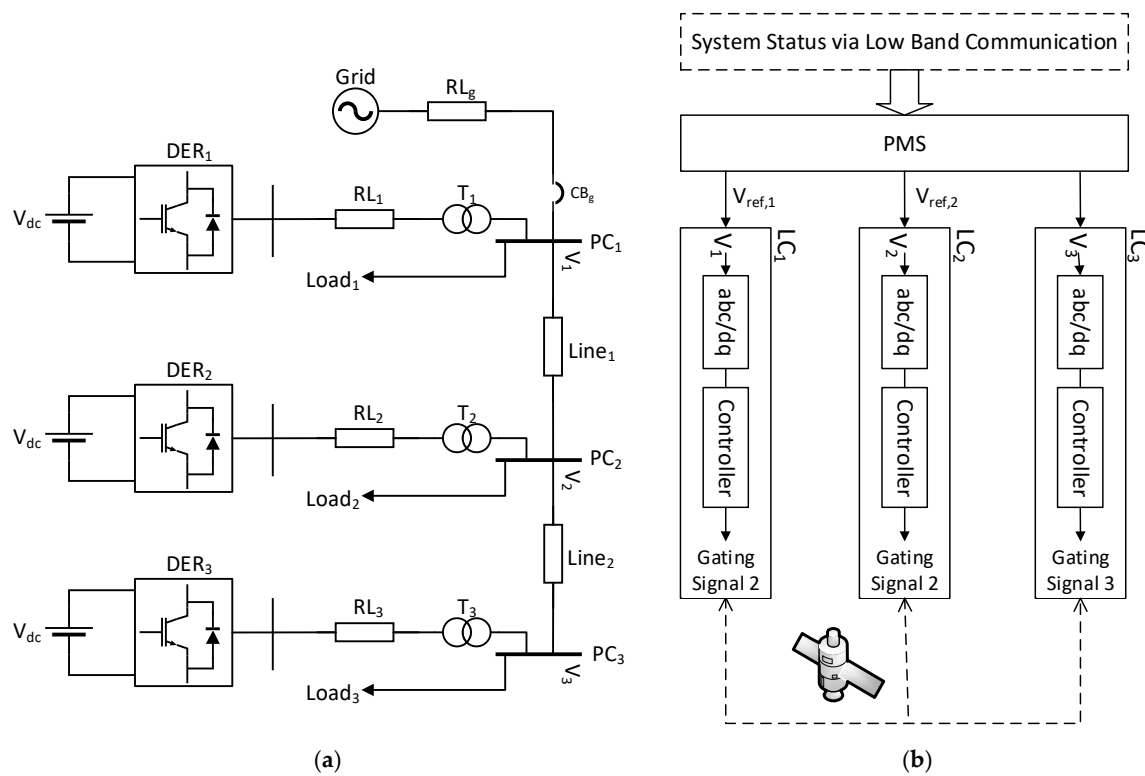 Grid
RLg
CBg
DER1
Vdc
RL1
T1
PC1
V1
Load1
Line1
DER2
Vdc
RL2
T2
PC2
V2
Load2
Line2
DER3
Vdc
RL3
T3
PC3
V3
Load3
(a)
System Status via Low Band Communication
PMS
Vref,1
Vref,2
LC1
V1
abc/dq
Controller
Gating
Signal 2
LC2
V2
abc/dq
Controller
Gating
Signal 2
LC3
V3
abc/dq
Controller
Gating
Signal 3
(b)